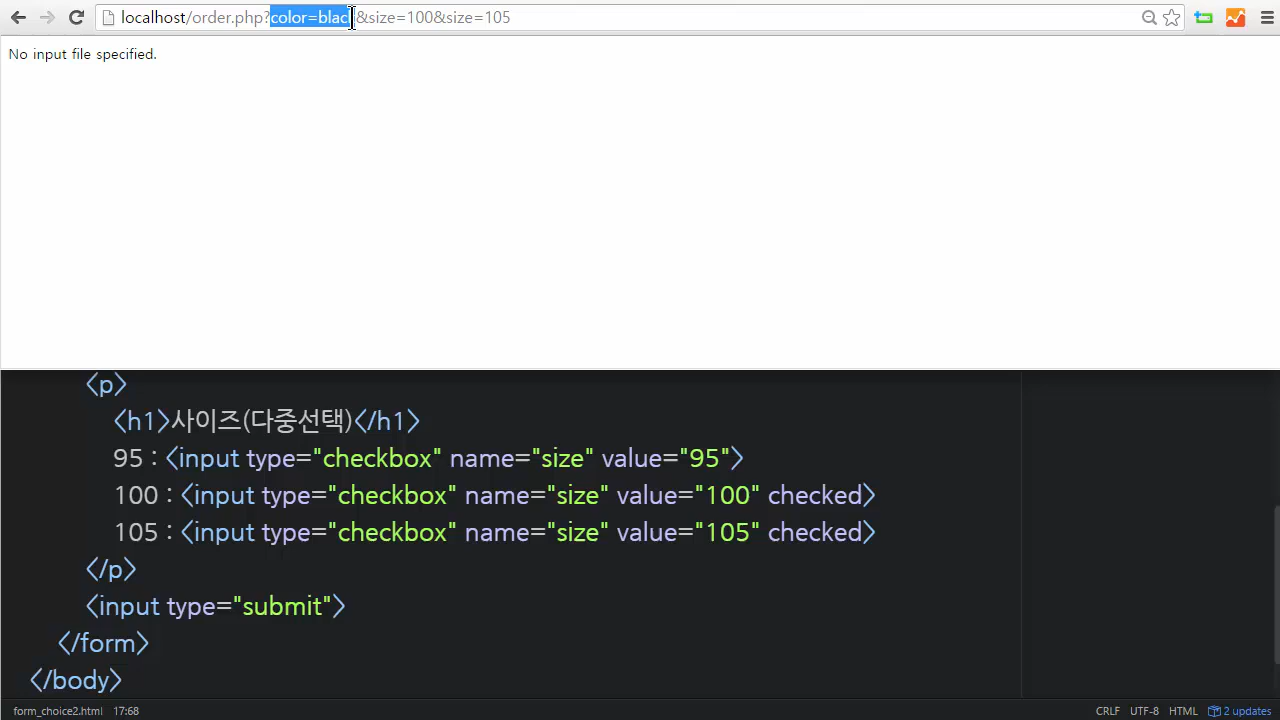 localhost/order.php?color=black&size=100&size=105
No input file specified.
<p>
<h1>사이즈(다중선택)</h1>
95 : <input type="checkbox" name="size" value="95">
100 : <input type="checkbox" name="size" value="100" checked>
105 : <input type="checkbox" name="size" value="105" checked>
</p>
<input type="submit">
</form>
</body>
form_choice2.html 17:68 CRLF UTF-8 HTML 2 updates